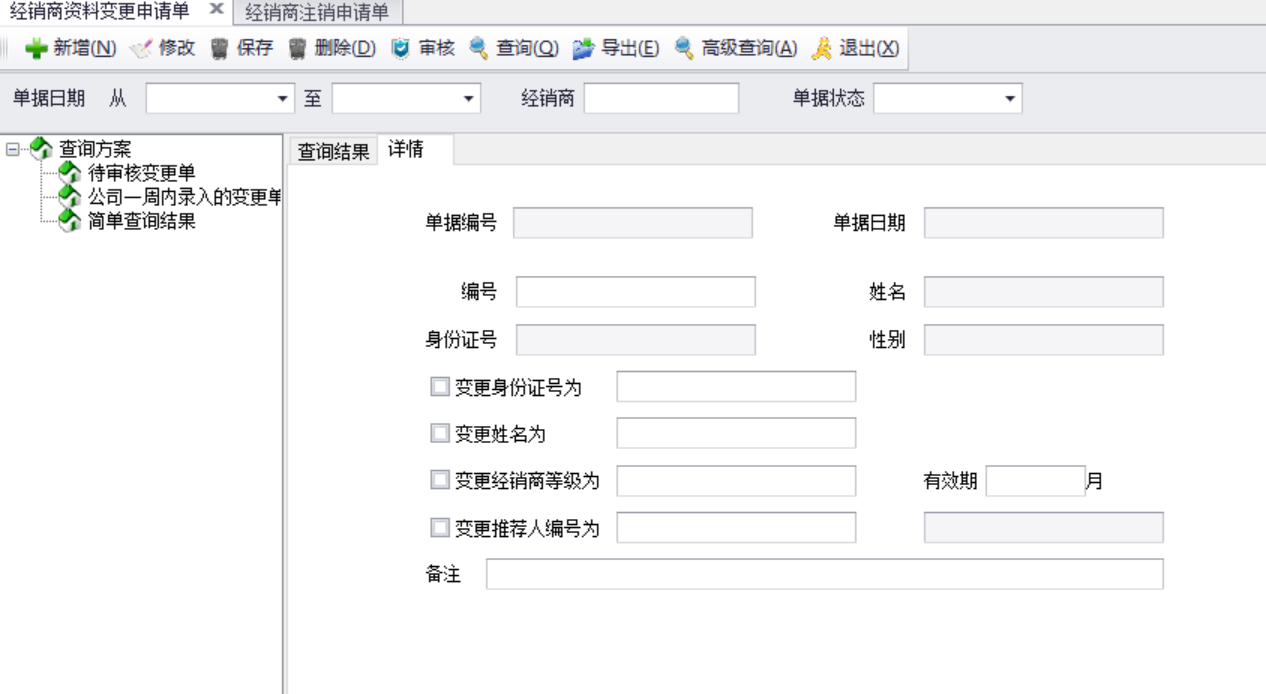 经销商资料变更申请单 × 经销商注销申请单
新增(N) 修改 保存 删除(D) 审核 查询(Q) 导出(E) 高级查询(A) 退出(X)
单据日期 从 至 经销商 单据状态
查询方案
待审核变更单
公司一周内录入的变更单
简单查询结果
查询结果 详情
单据编号 单据日期
编号 姓名
身份证号 性别
变更身份证号为
变更姓名为
变更经销商等级为 有效期 月
变更推荐人编号为
备注